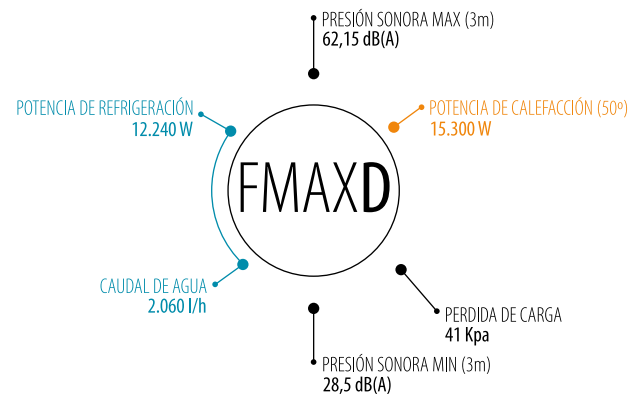 PRESIÓN SONORA MAX (3m)
62,15 dB(A)
POTENCIA DE REFRIGERACIÓN
12.240 W
POTENCIA DE CALEFACCIÓN (50º)
15.300 W
FMAXD
CAUDAL DE AGUA
2.060 l/h
PERDIDA DE CARGA
41 Kpa
PRESIÓN SONORA MIN (3m)
28,5 dB(A)